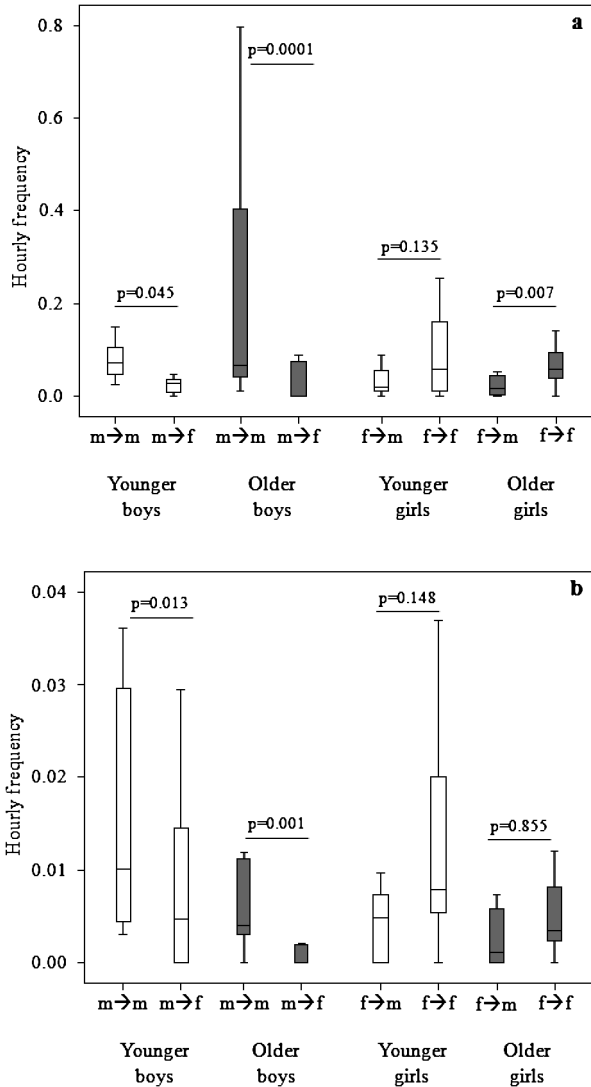 a
0.8
p=0.0001
0.6
Hourly frequency
0.4
p=0.135
p=0.045
p=0.007
0.2
0.0
m→m m→f m→m m→f f→m f→f f→m f→f
Younger boys
Older boys
Younger girls
Older girls
b
0.04
p=0.013
p=0.148
0.03
Hourly frequency
0.02
p=0.001
p=0.855
0.01
0.00
m→m m→f m→m m→f f→m f→f f→m f→f
Younger boys
Older boys
Younger girls
Older girls